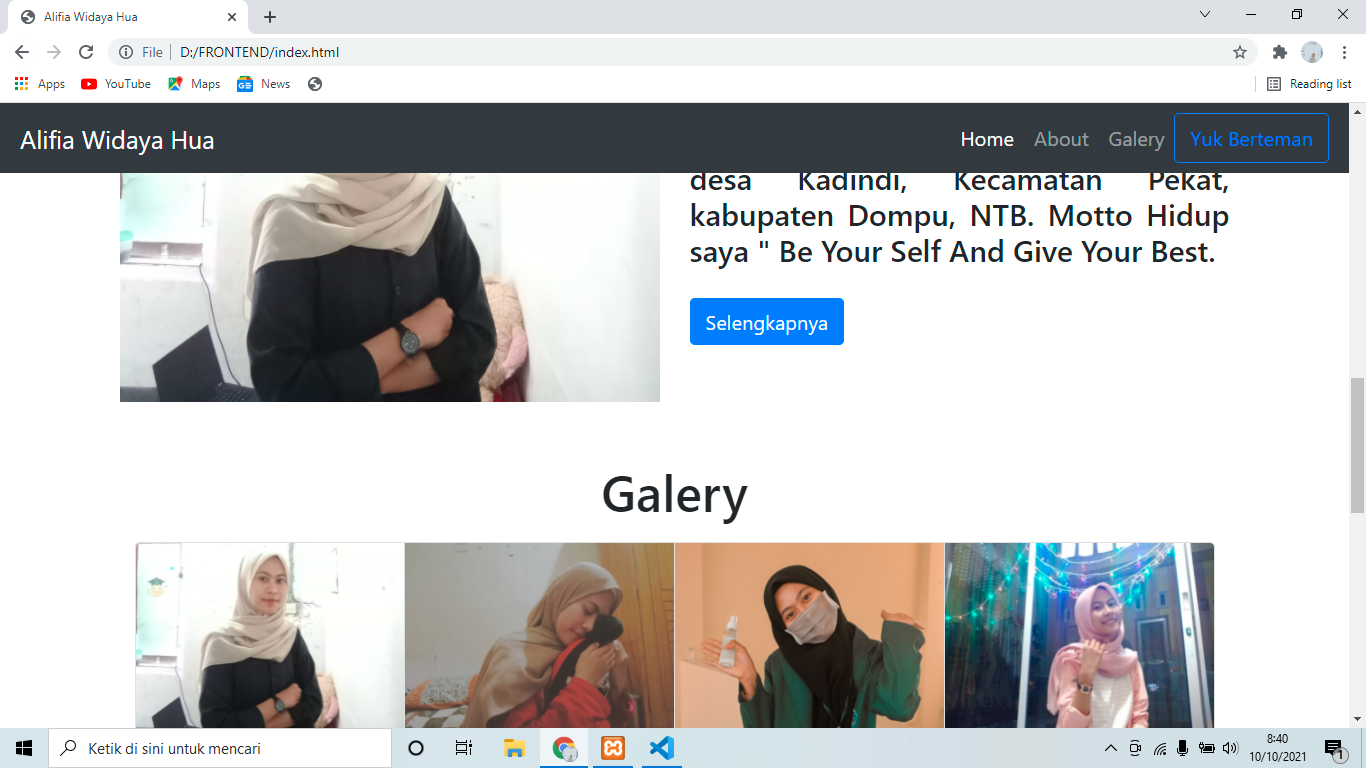 Alifia Widaya Hua
File
D:/FRONTEND/index.html
Apps
YouTube
Maps
News
Reading list
Alifia Widaya Hua
Home
About
Galery
Yuk Berteman
desa Kadindi, Kecamatan Pekat,
kabupaten Dompu, NTB. Motto Hidup
saya " Be Your Self And Give Your Best.
Selengkapnya
Galery
Ketik di sini untuk mencari
8:40
10/10/2021
1